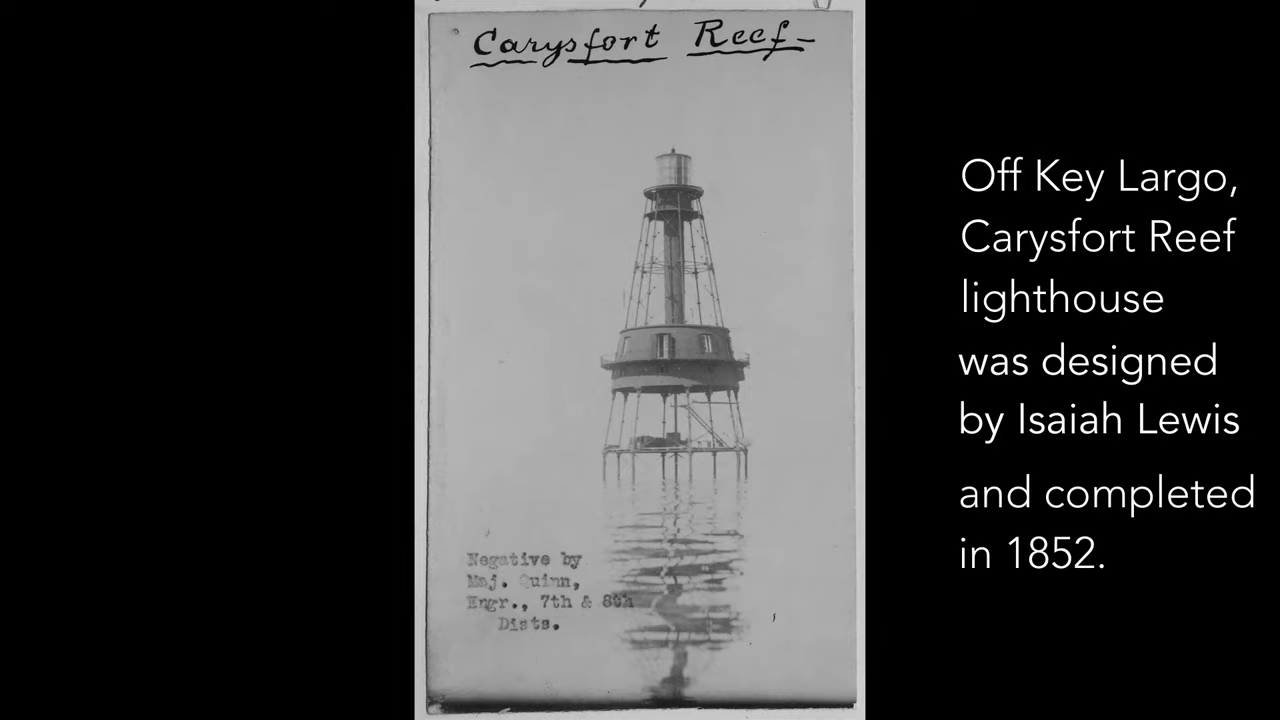 Carysfort Reef-
Off Key Largo,
Carysfort Reef
lighthouse
was designed
by Isaiah Lewis
and completed
in 1852.
Negative by
Maj. Quinn,
Engr., 7th & 8th
Dists.